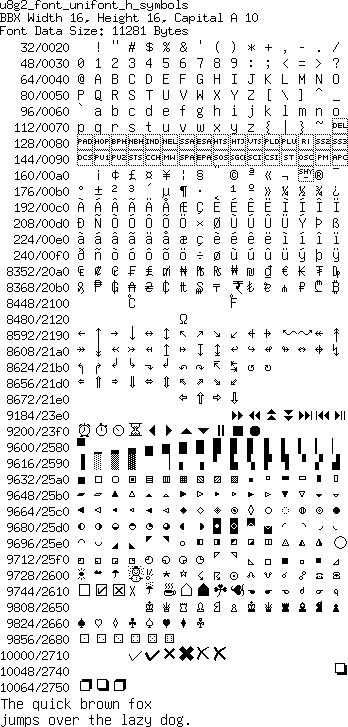 u8g2_font_unifont_h_symbols
BBX Width 16, Height 16, Capital A 10
Font Data Size: 11281 Bytes
32/0020 ! " # $ % & ' ( ) * + , - . /
48/0030 0 1 2 3 4 5 6 7 8 9 : ; < = > ?
64/0040 @ A B C D E F G H I J K L M N O
80/0050 P Q R S T U V W X Y Z [ \ ] ^ _
96/0060 ` a b c d e f g h i j k l m n o
112/0070 p q r s t u v w x y z { | } ~ DEL
128/0080 PAD HOP BPH NBH IND NEL SSA ESA HTS HTJ VTS PLD PLU RI SS2 SS3
144/0090 DCS PU1 PU2 STS CCH MW SPA EPA SOS SGC SCI CSI ST OSC PM APC
160/00a0 ¡ ¢ £ ¤ ¥ ¦ § ¨ © ª « ¬ SHY ® ¯
176/00b0 ° ± ² ³ ´ µ ¶ · ¸ ¹ º » ¼ ½ ¾ ¿
192/00c0 À Á Â Ã Ä Å Æ Ç È É Ê Ë Ì Í Î Ï
208/00d0 Ð Ñ Ò Ó Ô Õ Ö × Ø Ù Ú Û Ü Ý Þ ß
224/00e0 à á â ã ä å æ ç è é ê ë ì í î ï
240/00f0 ð ñ ò ó ô õ ö ÷ ø ù ú û ü ý þ ÿ
8352/20a0 ₠ ₡ ₢ ₣ ₤ ₥ ₦ ₧ ₨ ₩ ₪ ₫ € ₭ ₮ ₯
8368/20b0 ₰ ₱ ₲ ₳ ₴ ₵ ₶ ₷ ₸ ₹ ₺ ₻ ₼ ₽ ₾ ₿
8448/2100 ℃ ℉
8480/2120 Ω
8592/2190 ← ↑ → ↓ ↔ ↕ ↖ ↗ ↘ ↙ ↚ ↛ ↜ ↝ ↞ ↟
8608/21a0 ↠ ↡ ↢ ↣ ↤ ↥ ↦ ↧ ↨ ↩ ↪ ↫ ↬ ↭ ↮ ↯
8624/21b0 ↰ ↱ ↲ ↳ ↴ ↵ ↶ ↷ ↸ ↹ ↺ ↻
8656/21d0 ⇐ ⇑ ⇒ ⇓ ⇔ ⇕ ⇖ ⇗ ⇘ ⇙
8672/21e0 ⇦ ⇧ ⇨ ⇩
9184/23e0 ⏩ ⏪ ⏫ ⏬ ⏭ ⏮ ⏯
9200/23f0 ⏰ ⏱ ⏲ ⏳ ⏴ ⏵ ⏶ ⏷ ⏸ ⏹ ⏺
9600/2580 ▀ ▁ ▂ ▃ ▄ ▅ ▆ ▇ █ ▉ ▊ ▋ ▌ ▍ ▎ ▏
9616/2590 ▐ ░ ▒ ▓ ▔ ▕ ▖ ▗ ▘ ▙ ▚ ▛ ▜ ▝ ▞ ▟
9632/25a0 ■ □ ▢ ▣ ▤ ▥ ▦ ▧ ▨ ▩ ▪ ▫ ▬ ▭ ▮ ▯
9648/25b0 ▰ ▱ ▲ △ ▴ ▵ ▶ ▷ ▸ ▹ ► ▻ ▼ ▽ ▾ ▿
9664/25c0 ◀ ◁ ◂ ◃ ◄ ◅ ◆ ◇ ◈ ◉ ◊ ○ ◌ ◍ ◎ ●
9680/25d0 ◐ ◑ ◒ ◓ ◔ ◕ ◖ ◗ ◘ ◙ ◚ ◛ ◜ ◝ ◞ ◟
9696/25e0 ◠ ◡ ◢ ◣ ◤ ◥ ◦ ◧ ◨ ◩ ◪ ◫ ◬ ◭ ◮ ◯
9712/25f0 ◰ ◱ ◲ ◳ ◴ ◵ ◶ ◷ ◸ ◹ ◺ ◻ ◼ ◽ ◾ ◿
9728/2600 ☀ ☁ ☂ ☃ ☄ ★ ☆ ☇ ☈ ☉ ☊ ☋ ☌ ☍ ☎ ☏
9744/2610 ☐ ☑ ☒ ☓ ☔ ☕ ☖ ☗ ☘ ☙
9808/2650 ♔ ♕ ♖ ♗ ♘ ♙ ♚ ♛ ♜ ♝ ♞ ♟
9824/2660 ♠ ♡ ♢ ♣ ♤ ♥ ♦ ♧
9856/2680 ⚀ ⚁ ⚂ ⚃ ⚄ ⚅
10000/2710 ✓ ✔ ✕ ✖ ✗ ✘
10048/2740 ❏
10064/2750 ❐ ❑ ❒
The quick brown fox
jumps over the lazy dog.